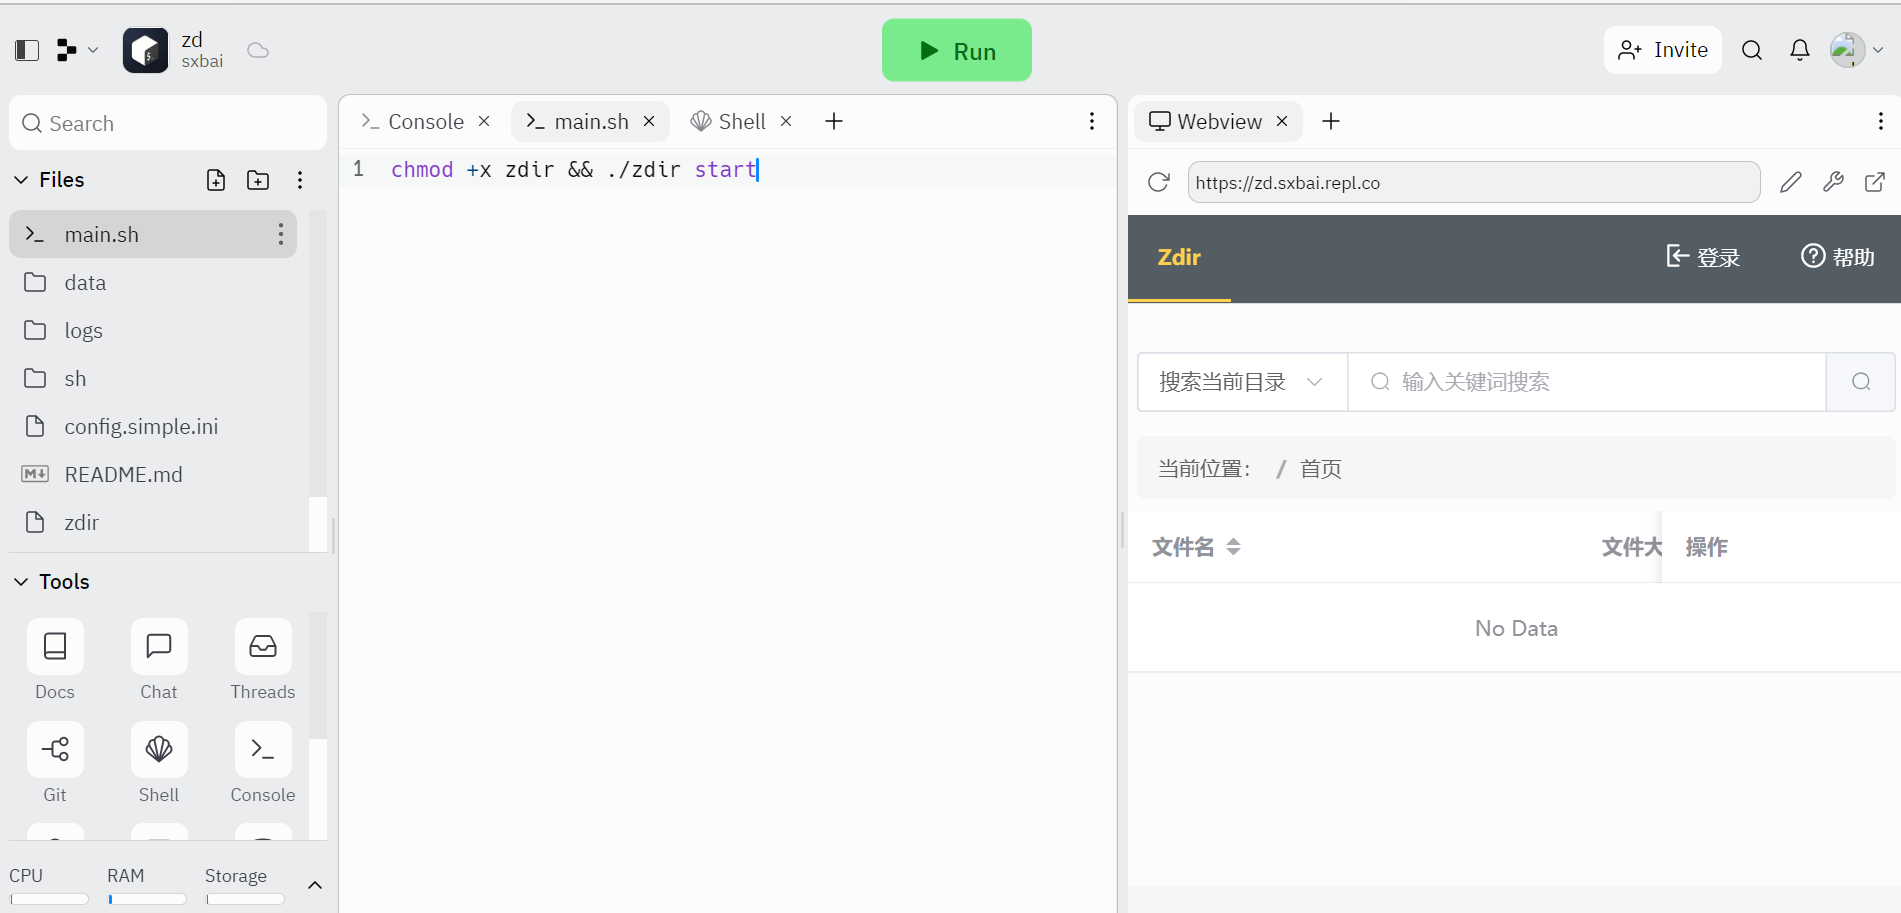 zd
sxbai
Run
Invite
Search
Files
main.sh
data
logs
sh
config.simple.ini
README.md
zdir
Tools
Docs Chat Threads
Git Shell Console
CPU RAM Storage
Console main.sh Shell
1 chmod +x zdir && ./zdir start
Webview
https://zd.sxbai.repl.co
Zdir 登录 帮助
搜索当前目录 输入关键词搜索
当前位置： / 首页
文件名 文件大 操作
No Data